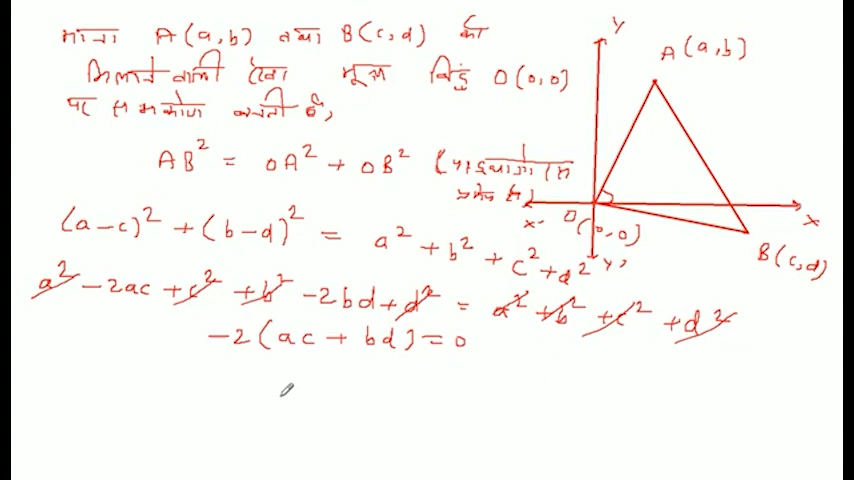 माना A(a,b) तथा B(c,d) को
मिलाने वाली रेखा मूल बिंदु O(0,0)
पर समकोण बनाती है,
AB² = OA² + OB² (पाइथागोरस
प्रमेय से)
(a-c)² + (b-d)² = a² + b² + c² + d²
a² - 2ac + c² + b² - 2bd + d² = a² + b² + c² + d²
-2(ac + bd) = 0
Y
A(a,b)
X'
O(0,0)
X
Y'
B(c,d)